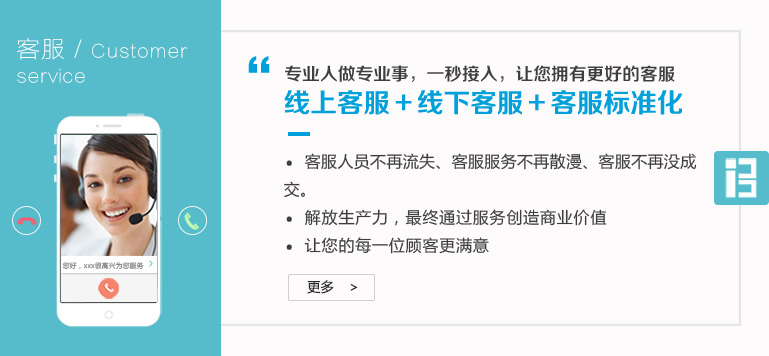 客服 / Customer
service
您好，xxx很高兴为您服务 >
“
专业人做专业事，一秒接入，让您拥有更好的客服
线上客服＋线下客服＋客服标准化
• 客服人员不再流失、客服服务不再散漫、客服不再没成
交。
• 解放生产力，最终通过服务创造商业价值
• 让您的每一位顾客更满意
更多 >